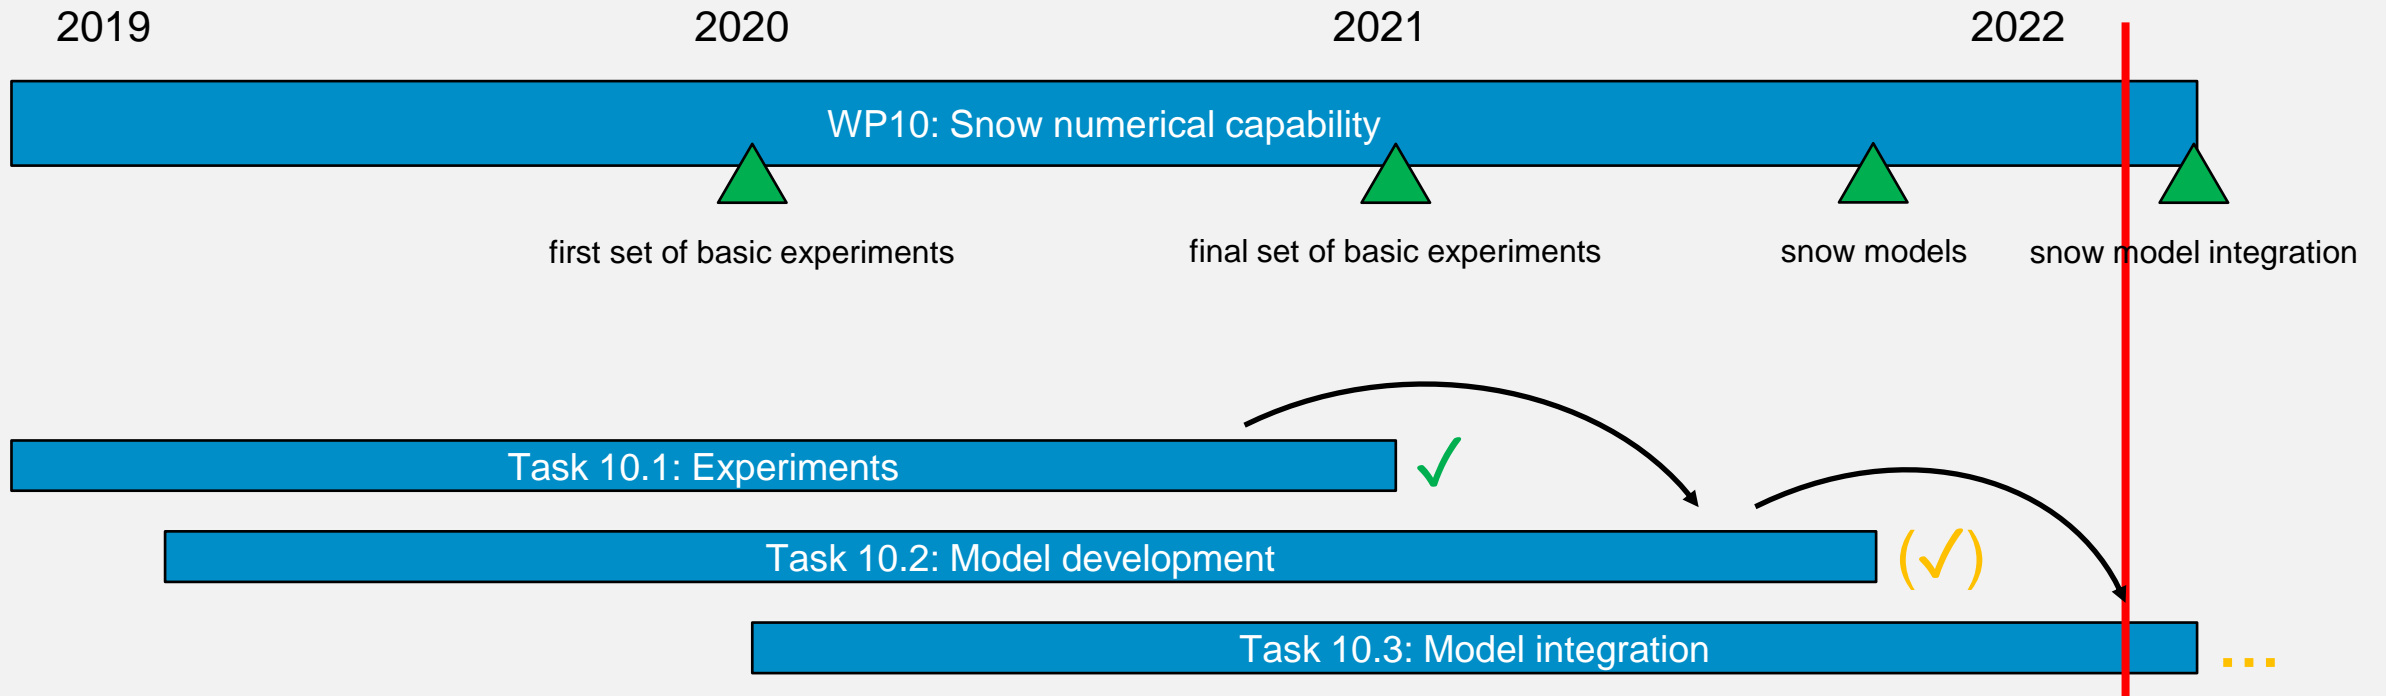 2019 2020 2021 2022
WP10: Snow numerical capability
first set of basic experiments final set of basic experiments snow models snow model integration
Task 10.1: Experiments ✓
Task 10.2: Model development (✓)
Task 10.3: Model integration ...